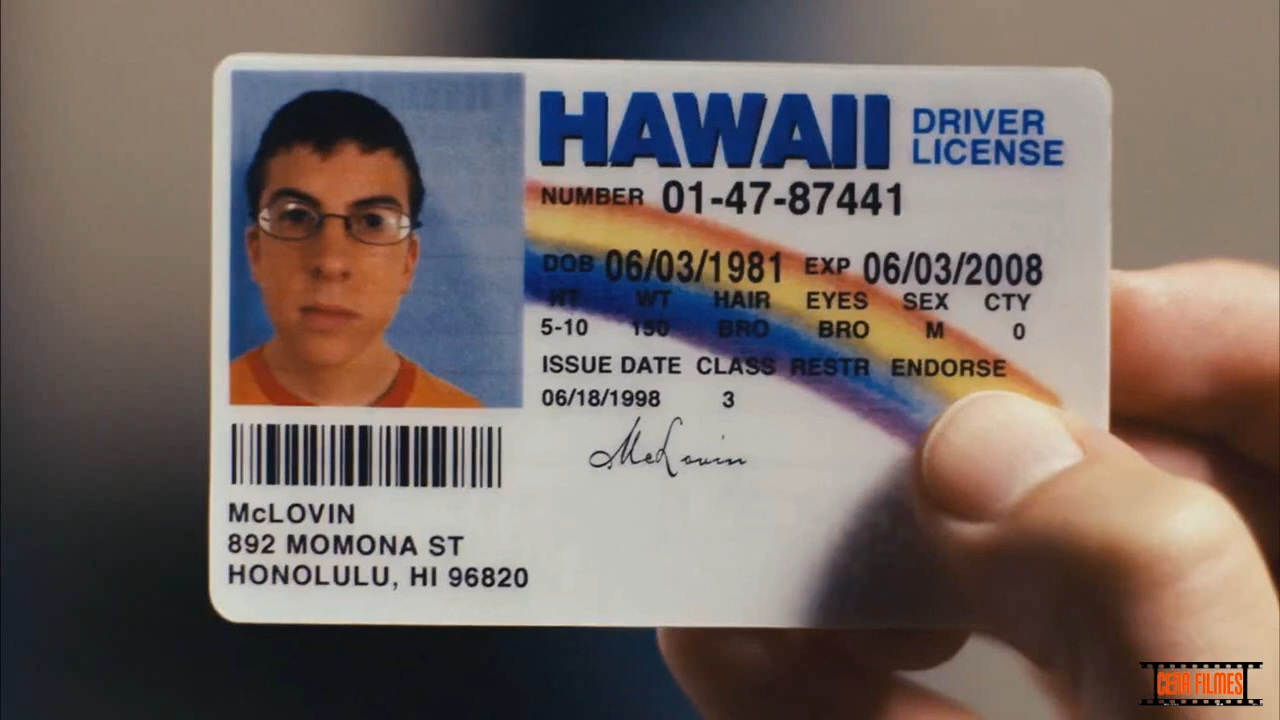 HAWAII
DRIVER
LICENSE
NUMBER 01-47-87441
DOB 06/03/1981 EXP 06/03/2008
HT WT HAIR EYES SEX CTY
5-10 150 BRO BRO M 0
ISSUE DATE CLASS RESTR ENDORSE
06/18/1998 3
McLovin
McLOVIN
892 MOMONA ST
HONOLULU, HI 96820
CENA FILMES